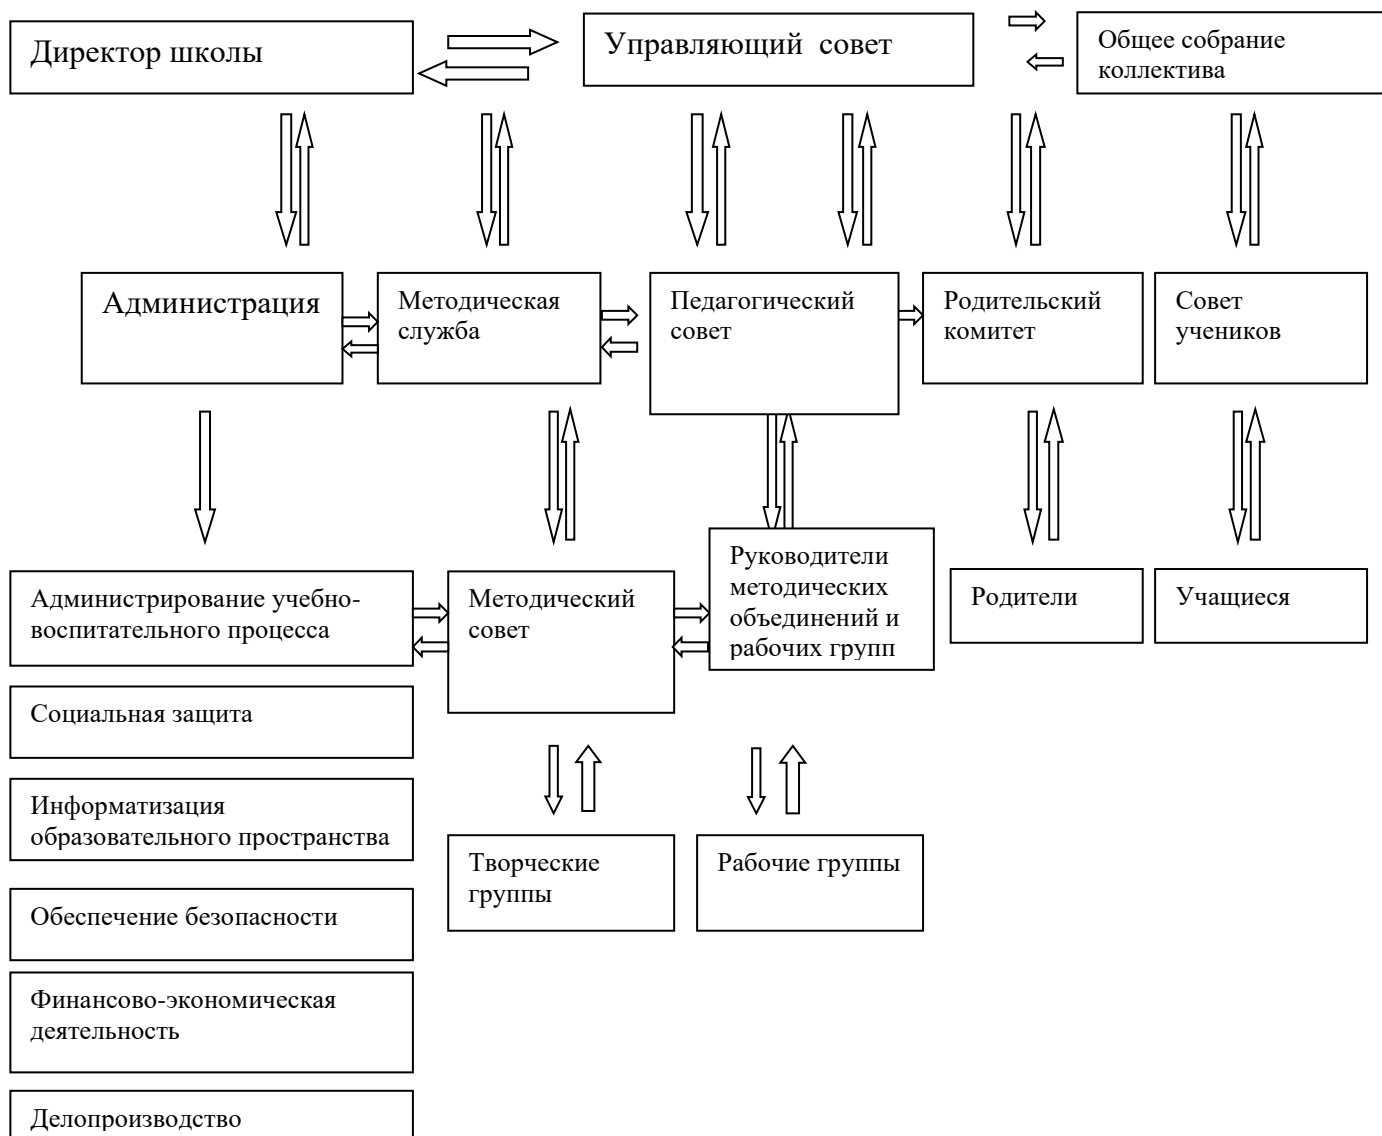 Директор школы
Управляющий совет
Общее собрание
коллектива
Администрация
Методическая
служба
Педагогический
совет
Родительский
комитет
Совет
учеников
Администрирование учебно-
воспитательного процесса
Методический
совет
Руководители
методических
объединений и
рабочих групп
Родители
Учащиеся
Социальная защита
Информатизация
образовательного пространства
Творческие
группы
Рабочие группы
Обеспечение безопасности
Финансово-экономическая
деятельность
Делопроизводство